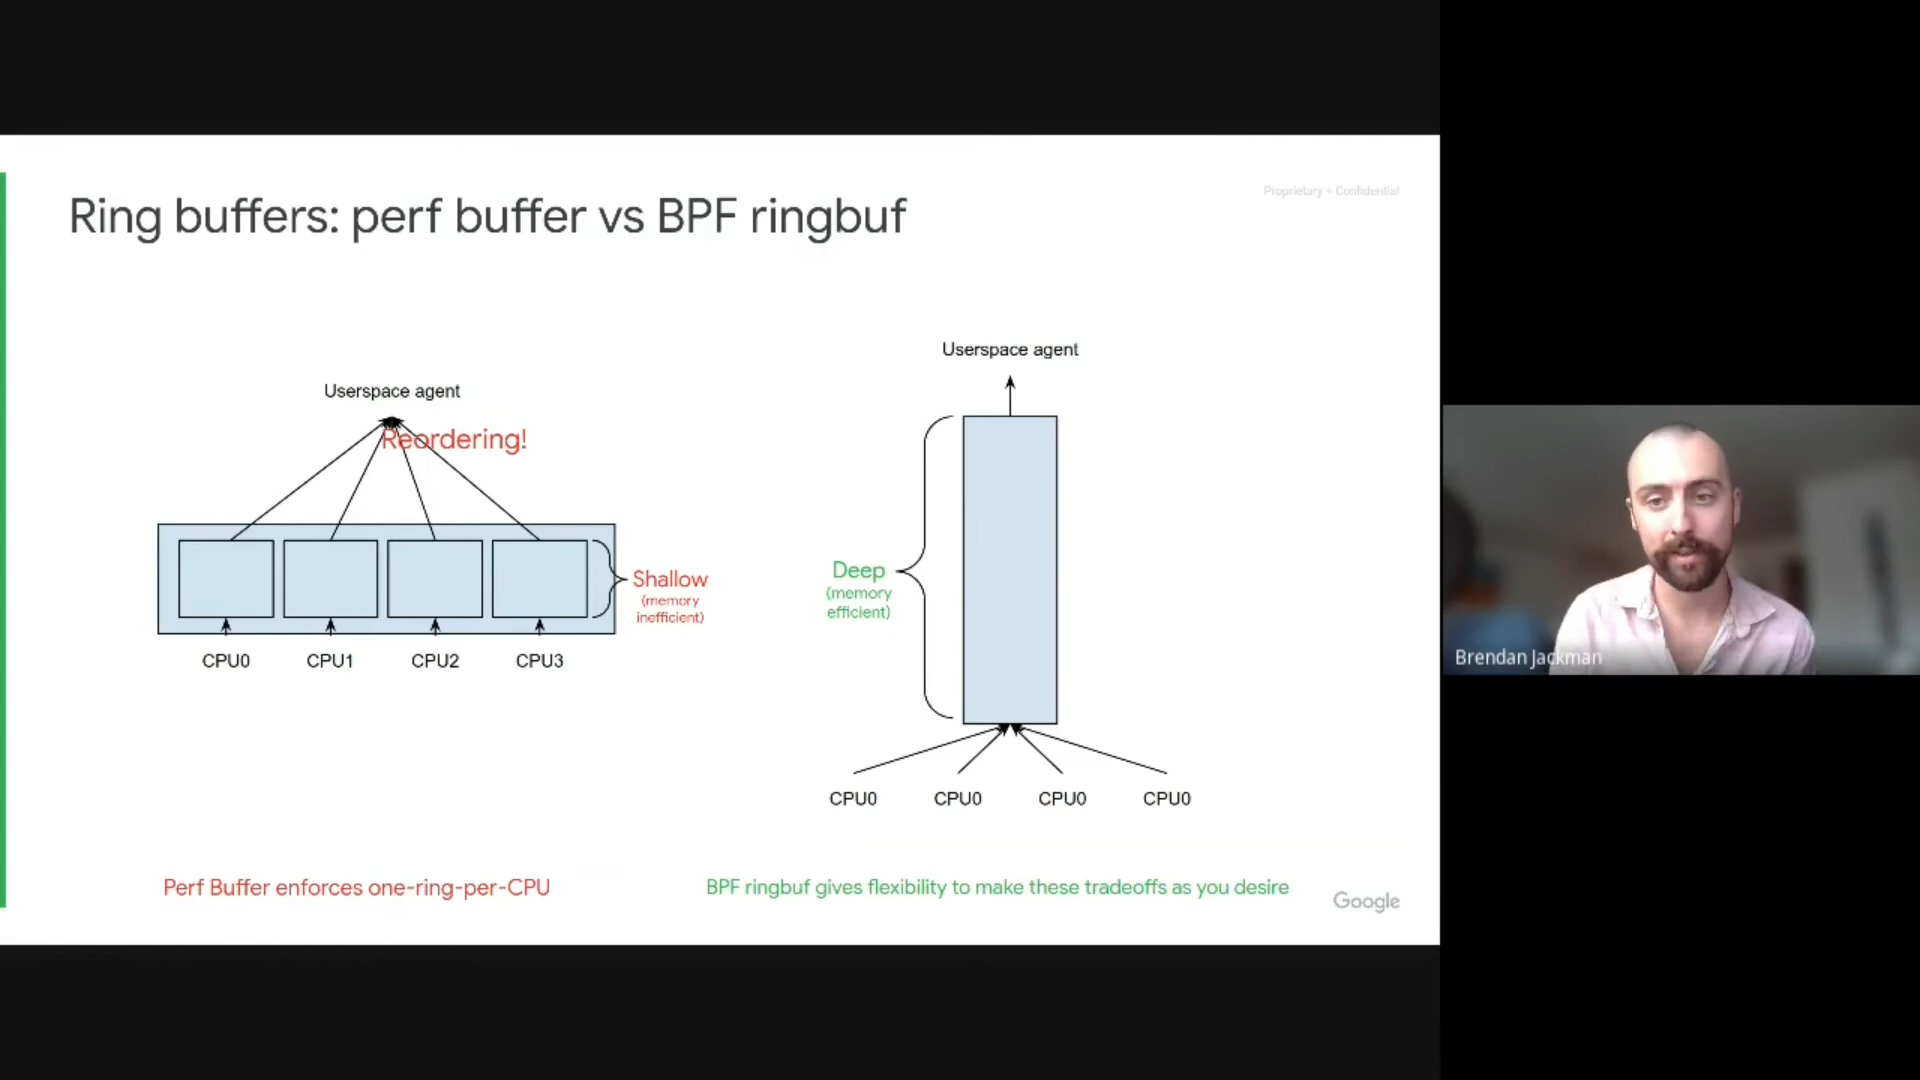 Proprietary + Confidential
Ring buffers: perf buffer vs BPF ringbuf
Userspace agent
Reordering!
Shallow
(memory
inefficient)
CPU0 CPU1 CPU2 CPU3
Userspace agent
Deep
(memory
efficient)
CPU0 CPU0 CPU0 CPU0
Perf Buffer enforces one-ring-per-CPU
BPF ringbuf gives flexibility to make these tradeoffs as you desire
Google
Brendan Jackman